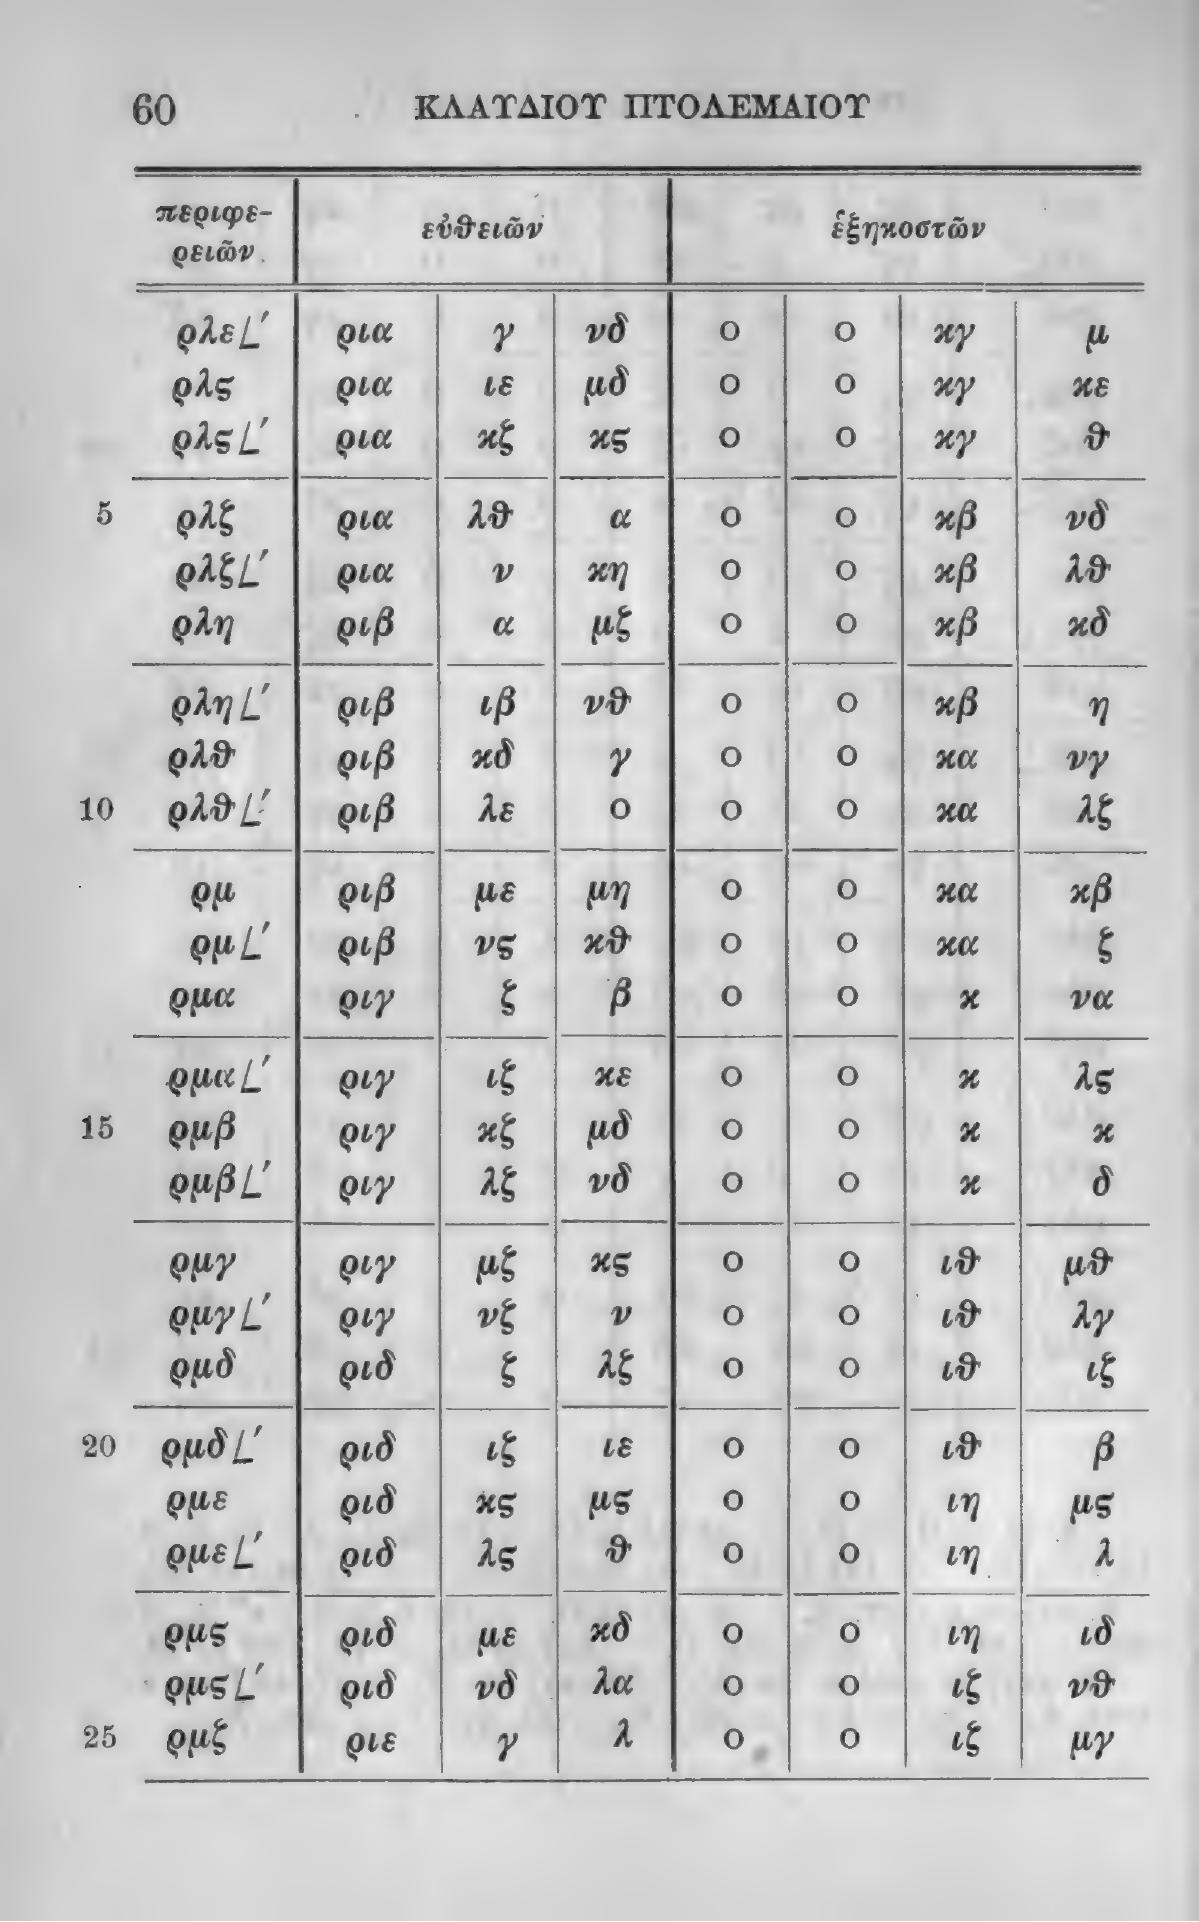 60 ΚΛΑΥΔΙΟΥ ΠΤΟΛΕΜΑΙΟΥ
περιφε-
ρειῶν εὐθειῶν ἑξηκοστῶν
ρλε∠′ ρια γ νδ ο ο κγ μ
ρλϛ ρια ιε μδ ο ο κγ κε
ρλϛ∠′ ρια κζ κϛ ο ο κγ θ
5 ρλζ ρια λθ α ο ο κβ νδ
ρλζ∠′ ρια ν κη ο ο κβ λθ
ρλη ριβ α μζ ο ο κβ κδ
ρλη∠′ ριβ ιβ νθ ο ο κβ η
ρλθ ριβ κδ γ ο ο κα νγ
10 ρλθ∠′ ριβ λε ο ο ο κα λζ
ρμ ριβ με μη ο ο κα κβ
ρμ∠′ ριβ νϛ κθ ο ο κα ζ
ρμα ριγ ζ β ο ο κ να
ρμα∠′ ριγ ιζ κε ο ο κ λϛ
15 ρμβ ριγ κζ μδ ο ο κ κ
ρμβ∠′ ριγ λζ νδ ο ο κ δ
ρμγ ριγ μζ κϛ ο ο ιθ μθ
ρμγ∠′ ριγ νζ ν ο ο ιθ λγ
ρμδ ριδ ζ λζ ο ο ιθ ιζ
20 ρμδ∠′ ριδ ιζ ιε ο ο ιθ β
ρμε ριδ κϛ μϛ ο ο ιη μϛ
ρμε∠′ ριδ λϛ θ ο ο ιη λ
ρμϛ ριδ με κδ ο ο ιη ιδ
ρμϛ∠′ ριδ νδ λα ο ο ιζ νθ
25 ρμζ ριε γ λ ο ο ιζ μγ